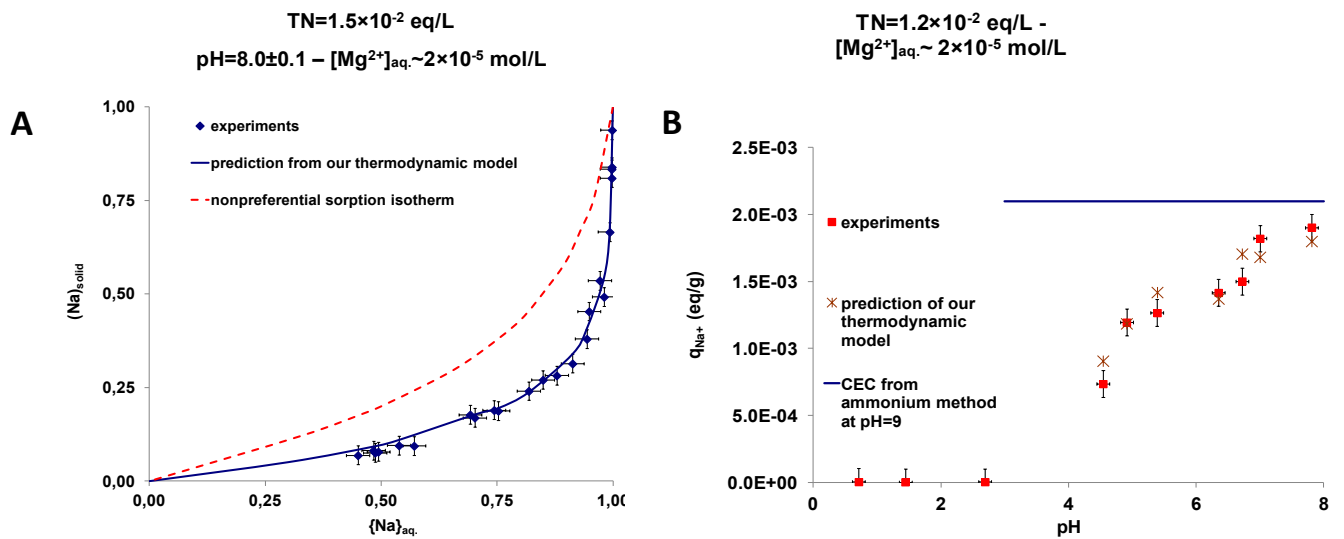 TN=1.5×10⁻² eq/L
pH=8.0±0.1 – [Mg²⁺]aq.~2×10⁻⁵ mol/L
A
1,00
0,75
0,50
0,25
0,00
(Na)solid
experiments
prediction from our thermodynamic model
nonpreferential sorption isotherm
0,00
0,25
0,50
0,75
1,00
{Na}aq.
TN=1.2×10⁻² eq/L -
[Mg²⁺]aq.~ 2×10⁻⁵ mol/L
B
2.5E-03
2.0E-03
1.5E-03
1.0E-03
5.0E-04
0.0E+00
qNa+ (eq/g)
experiments
prediction of our
thermodynamic
model
CEC from
ammonium method
at pH=9
0
2
4
6
8
pH